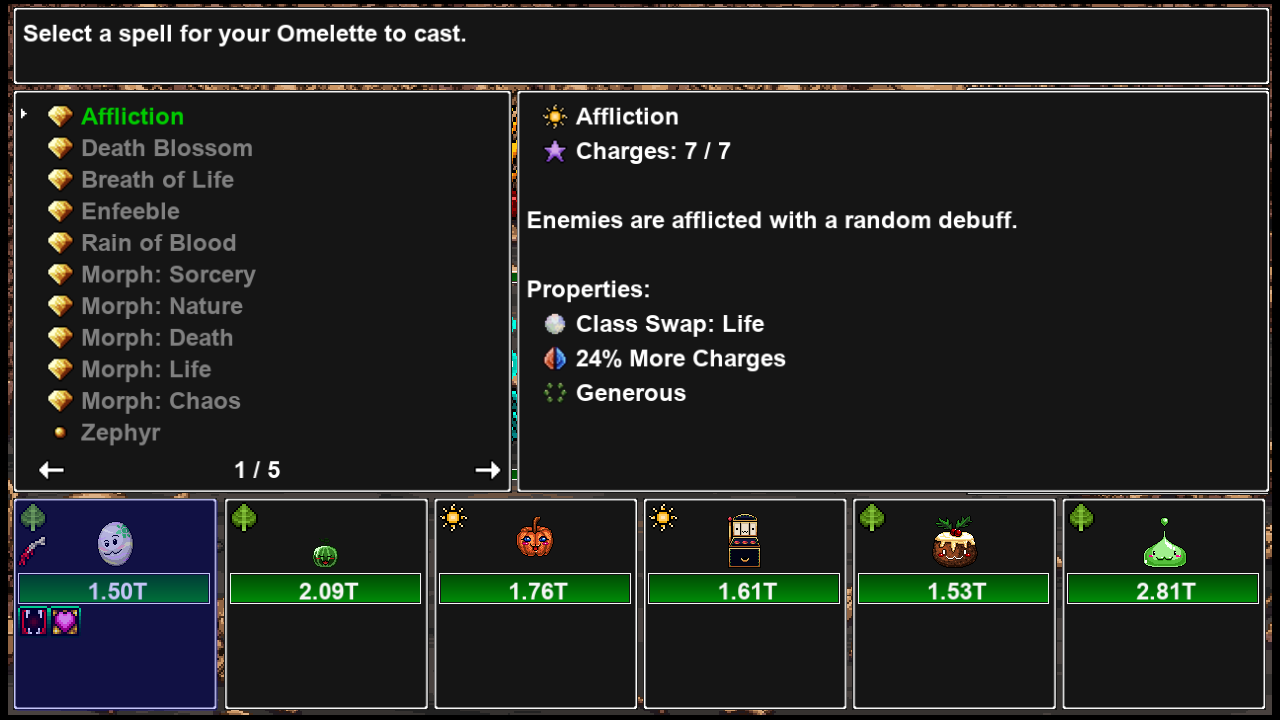 Select a spell for your Omelette to cast.
Affliction
Death Blossom
Breath of Life
Enfeeble
Rain of Blood
Morph: Sorcery
Morph: Nature
Morph: Death
Morph: Life
Morph: Chaos
Zephyr
1 / 5
Affliction
Charges: 7 / 7
Enemies are afflicted with a random debuff.
Properties:
Class Swap: Life
24% More Charges
Generous
1.50T
2.09T
1.76T
1.61T
1.53T
2.81T